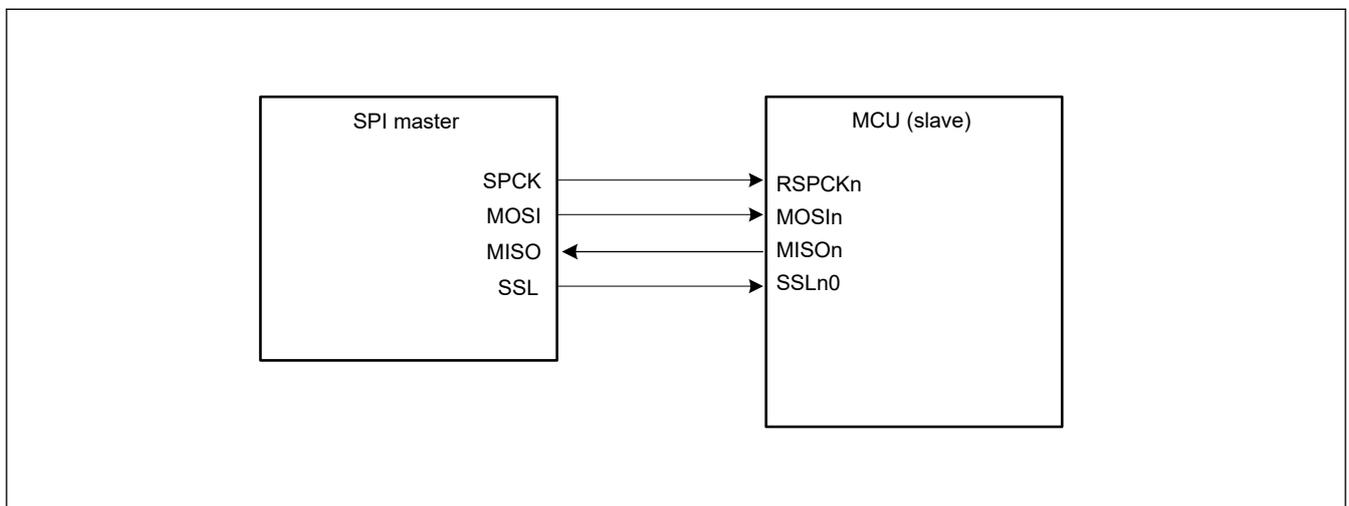 SPI master
SPCK
MOSI
MISO
SSL
MCU (slave)
RSPCKn
MOSIn
MISOn
SSLn0